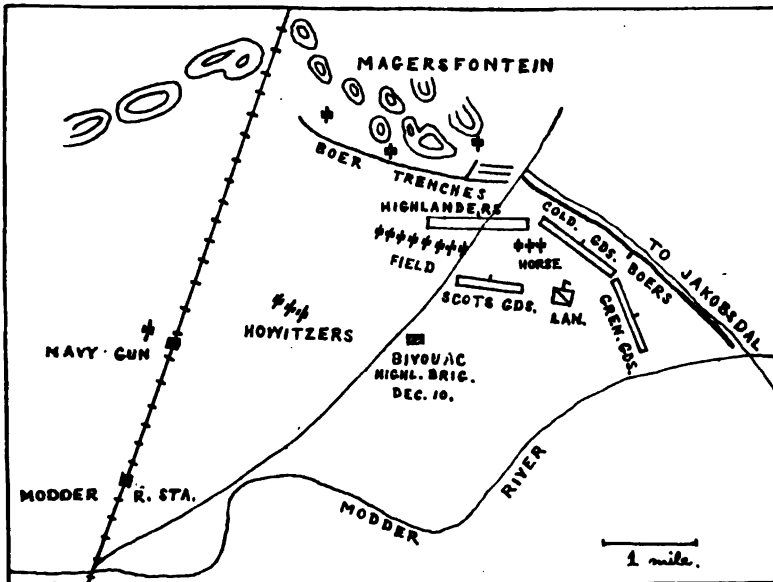 MAGERSFONTEIN
BOER TRENCHES
HIGHLANDERS
COLD. GDS. BOERS
TO JAKOBSDAL
FIELD
HORSE
SCOTS GDS.
LAN.
GREN. GDS.
HOWITZERS
NAVY GUN
BIVOUAC
HIGHL. BRIG.
DEC. 10.
MODDER R. STA.
MODDER RIVER
1 mile.